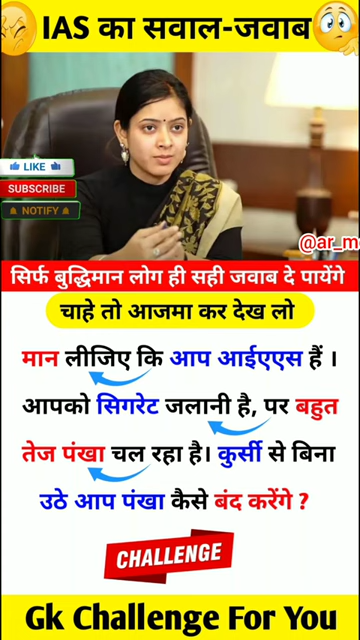 IAS का सवाल-जवाब
LIKE
SUBSCRIBE
NOTIFY
@ar_m
सिर्फ बुद्धिमान लोग ही सही जवाब दे पायेंगे
चाहे तो आजमा कर देख लो
मान लीजिए कि आप आईएएस हैं ।
आपको सिगरेट जलानी है, पर बहुत
तेज पंखा चल रहा है। कुर्सी से बिना
उठे आप पंखा कैसे बंद करेंगे ?
CHALLENGE
Gk Challenge For You